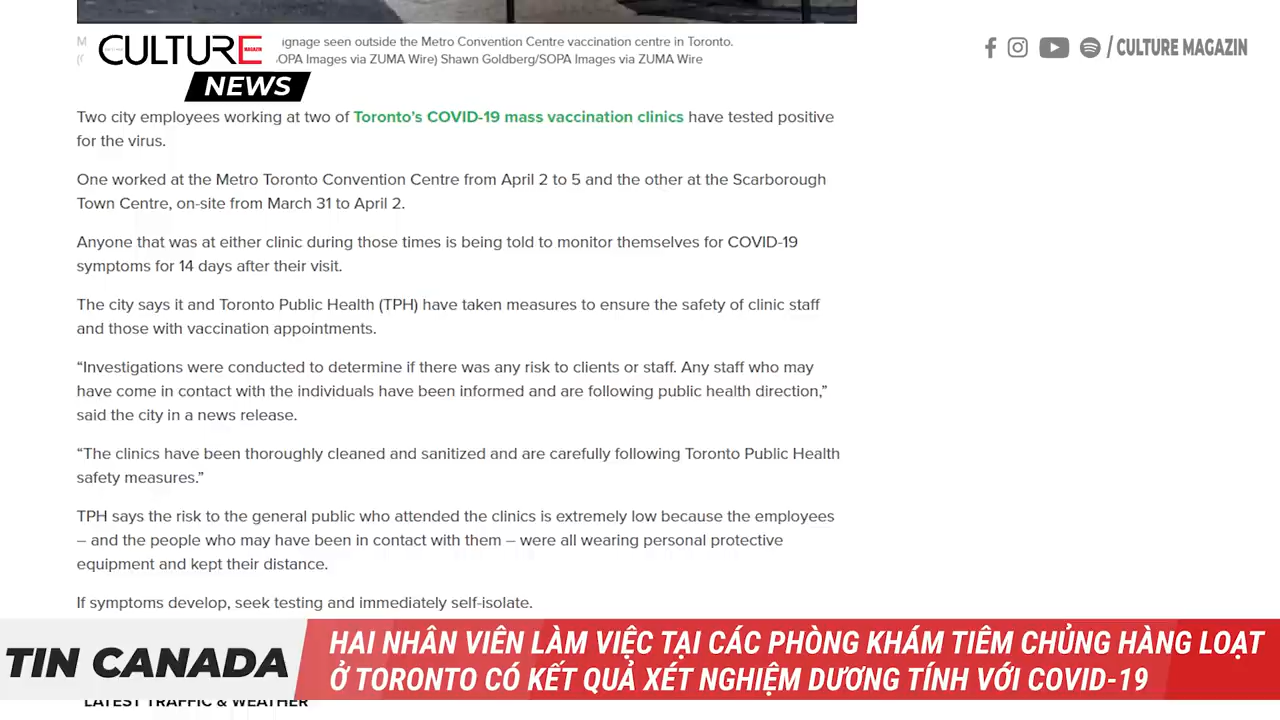 CULTURE
MAGAZIN
NEWS
/ CULTURE MAGAZIN
ignage seen outside the Metro Convention Centre vaccination centre in Toronto.
OPA Images via ZUMA Wire) Shawn Goldberg/SOPA Images via ZUMA Wire
Two city employees working at two of Toronto's COVID-19 mass vaccination clinics have tested positive
for the virus.
One worked at the Metro Toronto Convention Centre from April 2 to 5 and the other at the Scarborough
Town Centre, on-site from March 31 to April 2.
Anyone that was at either clinic during those times is being told to monitor themselves for COVID-19
symptoms for 14 days after their visit.
The city says it and Toronto Public Health (TPH) have taken measures to ensure the safety of clinic staff
and those with vaccination appointments.
“Investigations were conducted to determine if there was any risk to clients or staff. Any staff who may
have come in contact with the individuals have been informed and are following public health direction,”
said the city in a news release.
“The clinics have been thoroughly cleaned and sanitized and are carefully following Toronto Public Health
safety measures.”
TPH says the risk to the general public who attended the clinics is extremely low because the employees
– and the people who may have been in contact with them – were all wearing personal protective
equipment and kept their distance.
If symptoms develop, seek testing and immediately self-isolate.
TIN CANADA
HAI NHÂN VIÊN LÀM VIỆC TẠI CÁC PHÒNG KHÁM TIÊM CHỦNG HÀNG LOẠT
Ở TORONTO CÓ KẾT QUẢ XÉT NGHIỆM DƯƠNG TÍNH VỚI COVID-19
LATEST TRAFFIC & WEATHER